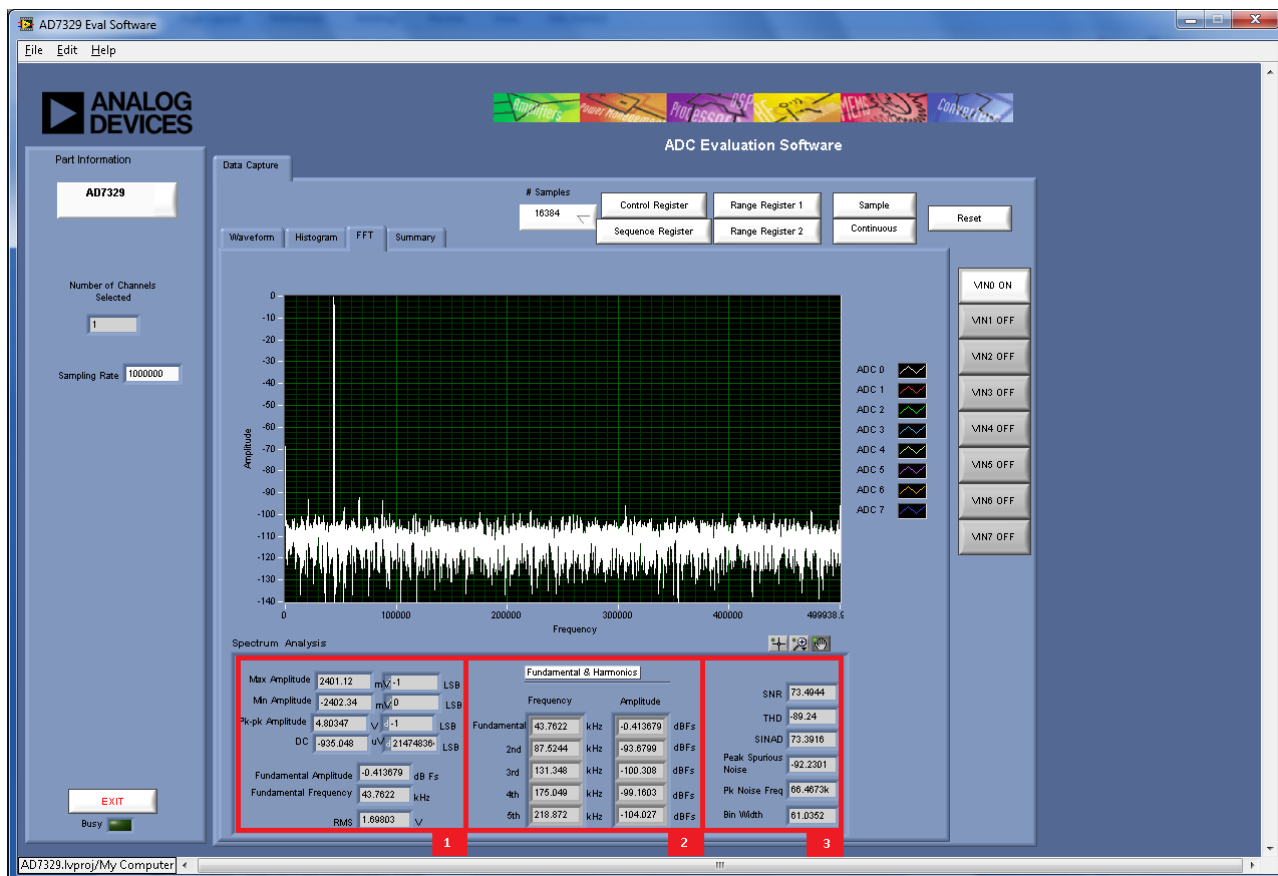 AD7329 Eval Software
File Edit Help
ANALOG
DEVICES
Amplifiers Power Management Processors DSP RF MEMS Converters
ADC Evaluation Software
Part Information
AD7329
Number of Channels
Selected
1
Sampling Rate 1000000
EXIT
Busy
Data Capture
# Samples
16384
Control Register Range Register 1 Sample
Sequence Register Range Register 2 Continuous
Reset
Waveform Histogram FFT Summary
Amplitude
0
-10
-20
-30
-40
-50
-60
-70
-80
-90
-100
-110
-120
-130
-140
0 100000 200000 300000 400000 499938.
Frequency
ADC 0
ADC 1
ADC 2
ADC 3
ADC 4
ADC 5
ADC 6
ADC 7
VIN0 ON
VIN1 OFF
VIN2 OFF
VIN3 OFF
VIN4 OFF
VIN5 OFF
VIN6 OFF
VIN7 OFF
Spectrum Analysis
Max Amplitude 2401.12 mV -1 LSB
Min Amplitude -2402.34 mV 0 LSB
Pk-pk Amplitude 4.80347 V -1 LSB
DC -935.048 uV 21474836 LSB
Fundamental Amplitude -0.413679 dB Fs
Fundamental Frequency 43.7622 kHz
RMS 1.69803 V
1
Fundamental & Harmonics
Frequency Amplitude
Fundamental 43.7622 kHz -0.413679 dBFs
2nd 87.5244 kHz -93.6799 dBFs
3rd 131.348 kHz -100.308 dBFs
4th 175.049 kHz -99.1603 dBFs
5th 218.872 kHz -104.027 dBFs
2
SNR 73.4944
THD -89.24
SINAD 73.3916
Peak Spurious
Noise -92.2301
Pk Noise Freq 66.4673k
Bin Width 61.0352
3
AD7329.lvproj/My Computer